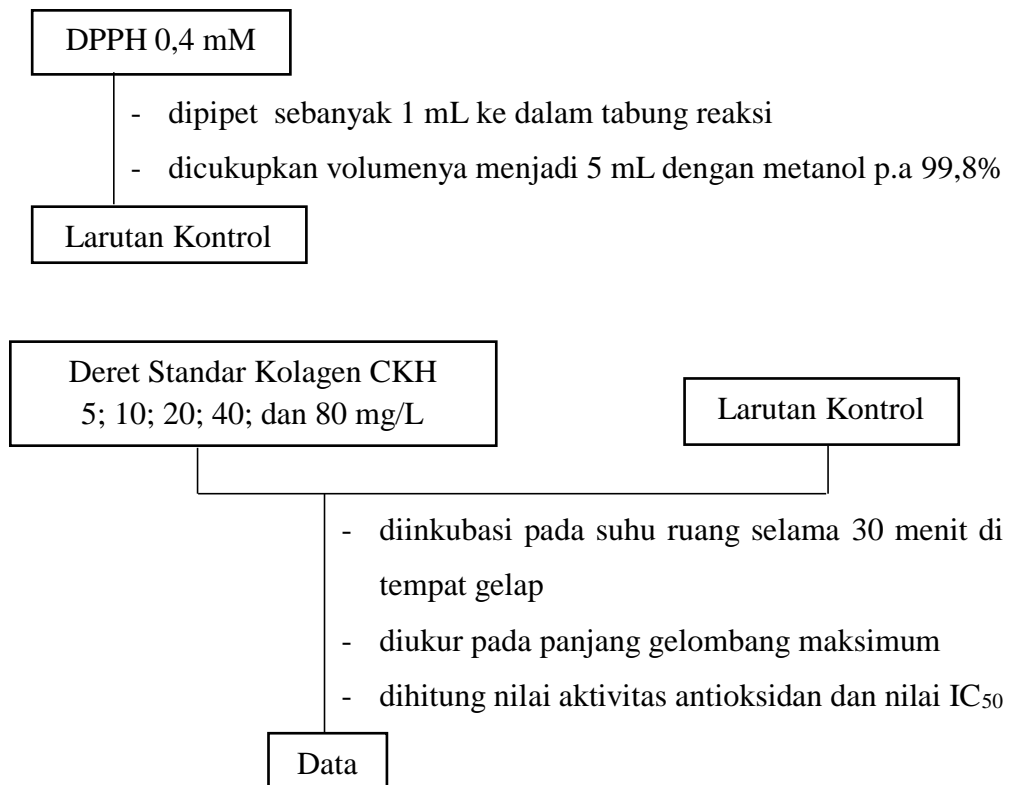 DPPH 0,4 mM
- dipipet sebanyak 1 mL ke dalam tabung reaksi
- dicukupkan volumenya menjadi 5 mL dengan metanol p.a 99,8%
Larutan Kontrol
Deret Standar Kolagen CKH
5; 10; 20; 40; dan 80 mg/L
Larutan Kontrol
- diinkubasi pada suhu ruang selama 30 menit di
tempat gelap
- diukur pada panjang gelombang maksimum
- dihitung nilai aktivitas antioksidan dan nilai IC₅₀
Data